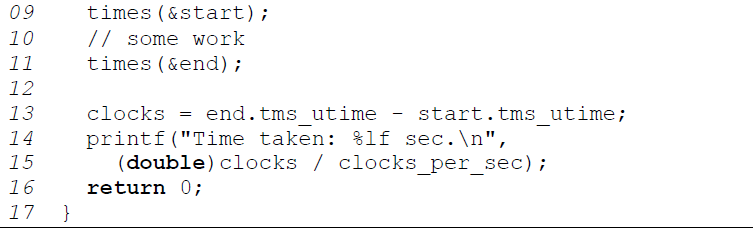 09 times(&start);
10 // some work
11 times(&end);
12
13 clocks = end.tms_utime - start.tms_utime;
14 printf("Time taken: %lf sec.\n",
15 (double)clocks / clocks_per_sec);
16 return 0;
17 }